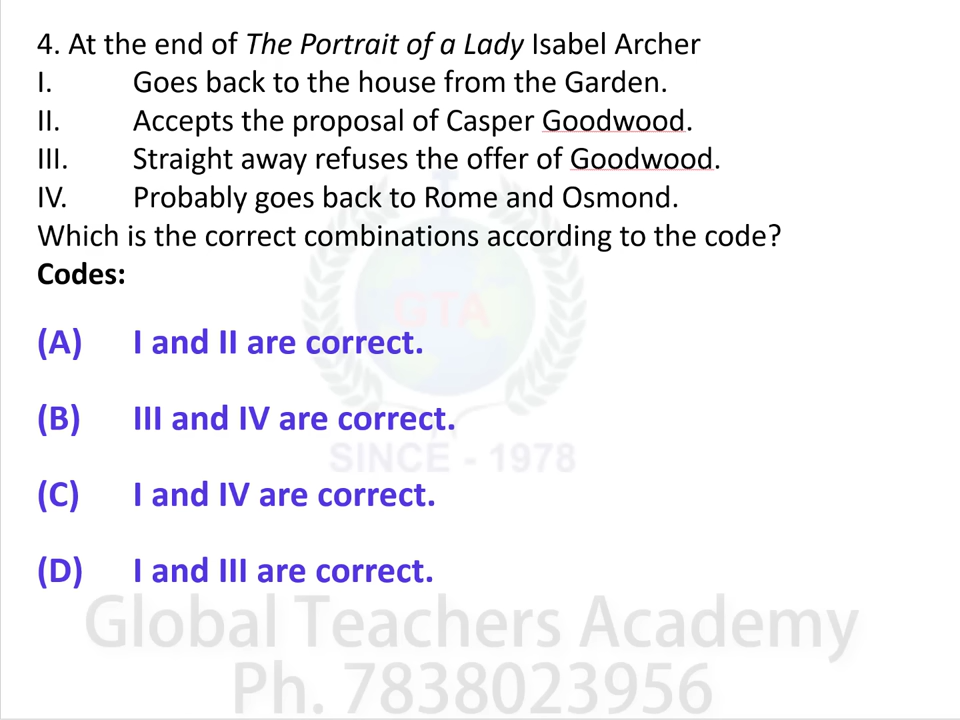 4. At the end of The Portrait of a Lady Isabel Archer
I. Goes back to the house from the Garden.
II. Accepts the proposal of Casper Goodwood.
III. Straight away refuses the offer of Goodwood.
IV. Probably goes back to Rome and Osmond.
Which is the correct combinations according to the code?
Codes:
(A) I and II are correct.
GTA
(B) III and IV are correct.
SINCE - 1978
(C) I and IV are correct.
(D) I and III are correct.
Global Teachers Academy
Ph. 7838023956